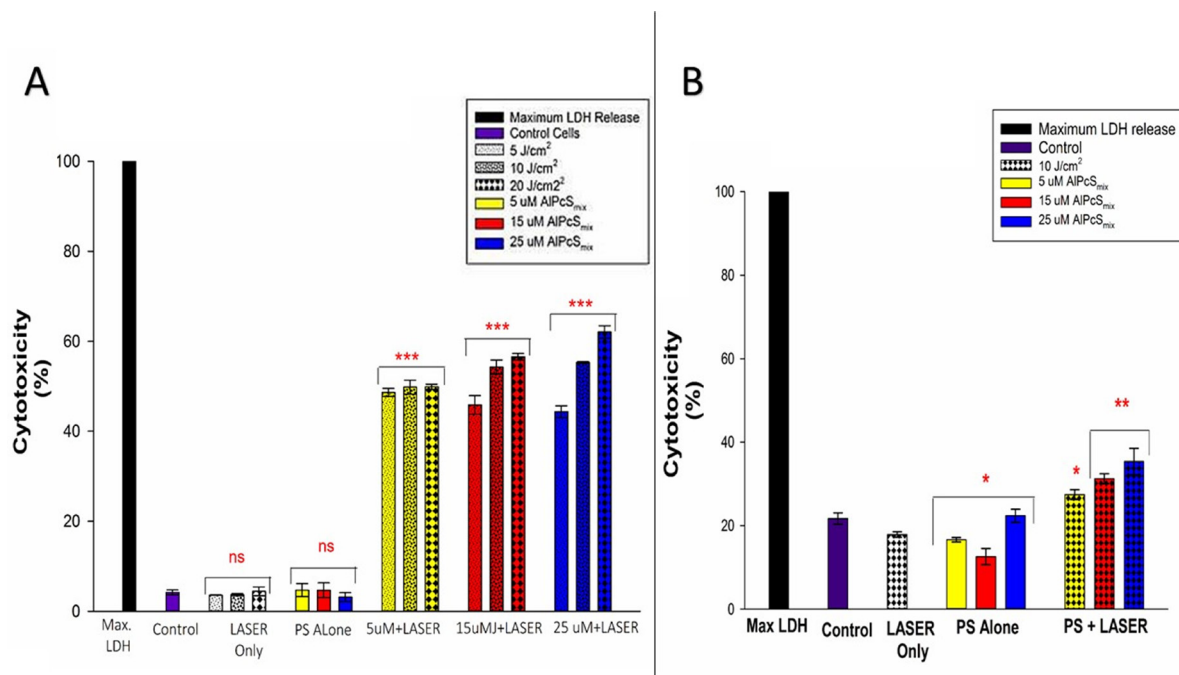 A
Maximum LDH Release
Control Cells
5 J/cm²
10 J/cm²
20 J/cm2²
5 uM AlPcSmix
15 uM AlPcSmix
25 uM AlPcSmix
Cytotoxicity
(%)
100
80
60
40
20
0
ns
ns
***
***
***
Max.
LDH
Control
LASER
Only
PS ALone
5uM+LASER
15uMJ+LASER
25 uM+LASER
B
Maximum LDH release
Control
10 J/cm²
5 uM AlPcSmix
15 uM AlPcSmix
25 uM AlPcSmix
Cytotoxicity
(%)
100
80
60
40
20
0
*
*
**
Max LDH
Control
LASER
Only
PS Alone
PS + LASER